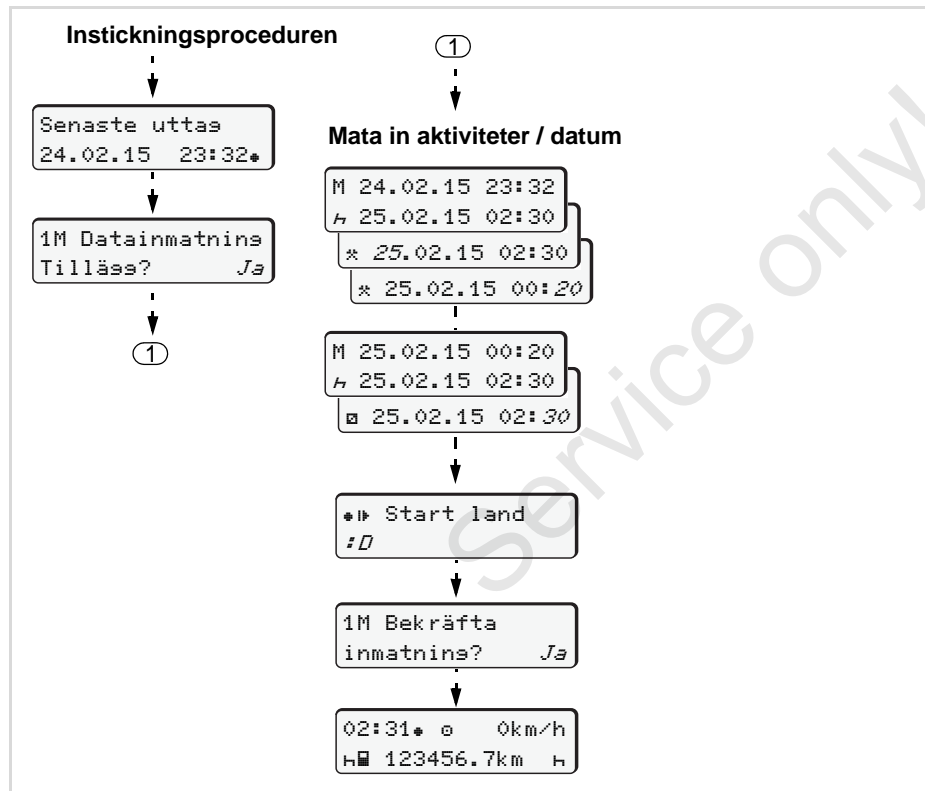 Instickningsproceduren
Senaste uttag
24.02.15 23:32
1M Datainmatning
Tillägg? Ja
1
1
Mata in aktiviteter / datum
M 24.02.15 23:32
25.02.15 02:30
25.02.15 02:30
25.02.15 00:20
M 25.02.15 00:20
25.02.15 02:30
25.02.15 02:30
Start land
:D
1M Bekräfta
inmatning? Ja
02:31 0km/h
123456.7km
Service only!